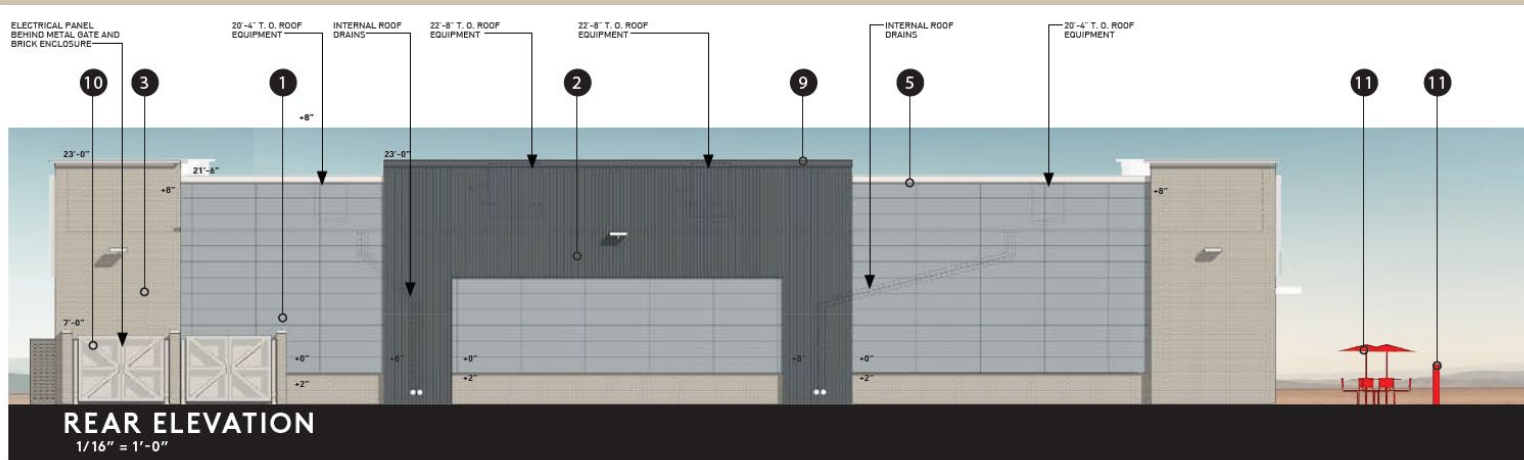 ELECTRICAL PANEL
BEHIND METAL GATE AND
BRICK ENCLOSURE
20'-4" T. O. ROOF
EQUIPMENT
INTERNAL ROOF
DRAINS
22'-8" T. O. ROOF
EQUIPMENT
22'-8" T. O. ROOF
EQUIPMENT
INTERNAL ROOF
DRAINS
20'-4" T. O. ROOF
EQUIPMENT
10
3
1
2
9
5
11
11
+8"
23'-0"
21'-6"
+8"
23'-0"
+8"
7'-0"
+0"
+2"
+8"
+0"
+2"
+8"
+0"
+2"
REAR ELEVATION
1/16" = 1'-0"